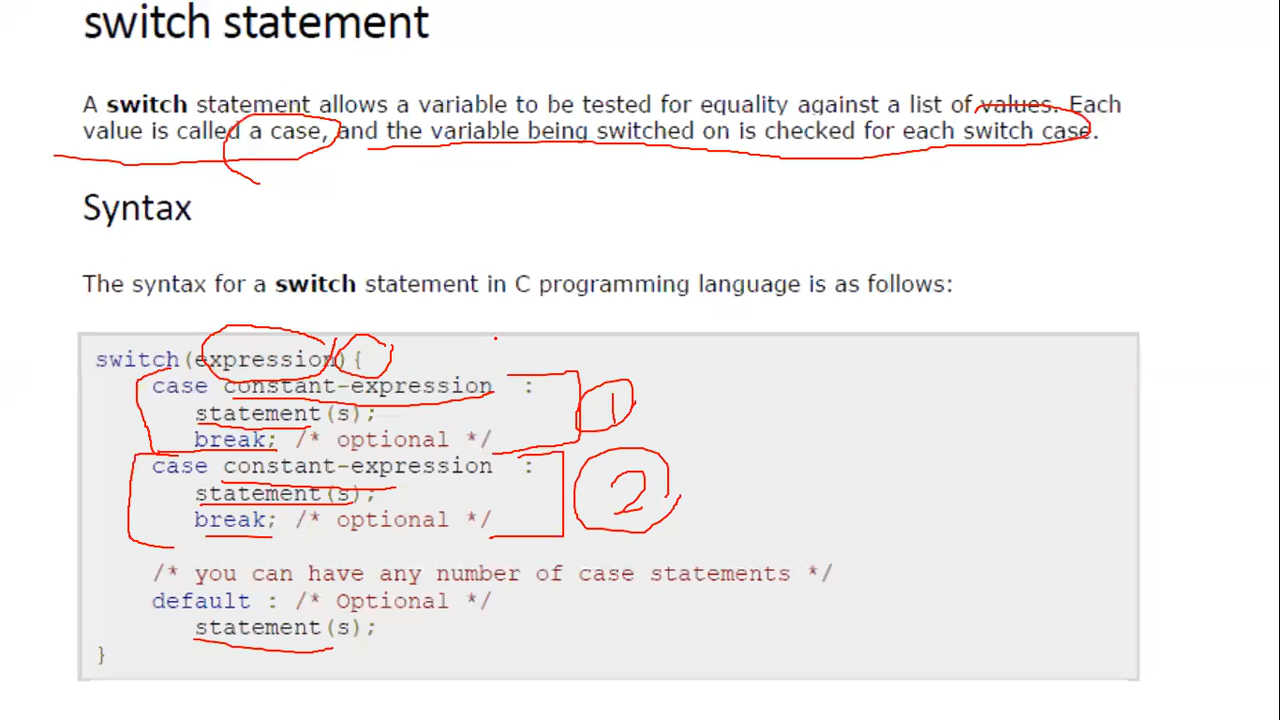 switch statement
A switch statement allows a variable to be tested for equality against a list of values. Each
value is called a case, and the variable being switched on is checked for each switch case.
Syntax
The syntax for a switch statement in C programming language is as follows:
switch(expression){
case constant-expression :
statement(s);
break; /* optional */
1
case constant-expression :
statement(s);
break; /* optional */
2
/* you can have any number of case statements */
default : /* Optional */
statement(s);
}